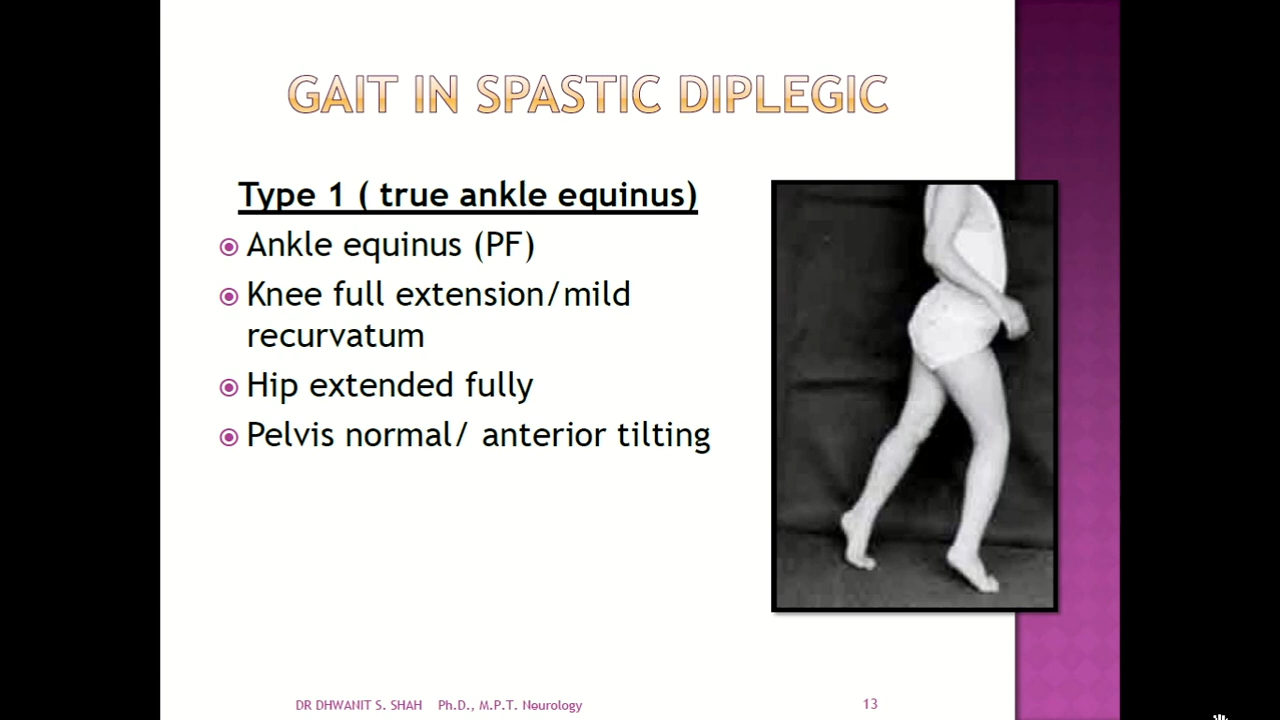 GAIT IN SPASTIC DIPLEGIC
Type 1 ( true ankle equinus)
Ankle equinus (PF)
Knee full extension/mild
recurvatum
Hip extended fully
Pelvis normal/ anterior tilting
DR DHWANIT S. SHAH Ph.D., M.P.T. Neurology
13